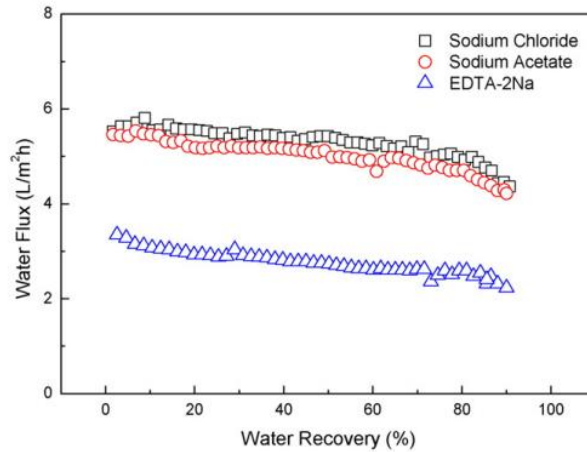 8
6
4
2
0
Water Flux (L/m²h)
Sodium Chloride
Sodium Acetate
EDTA-2Na
0 20 40 60 80 100
Water Recovery (%)